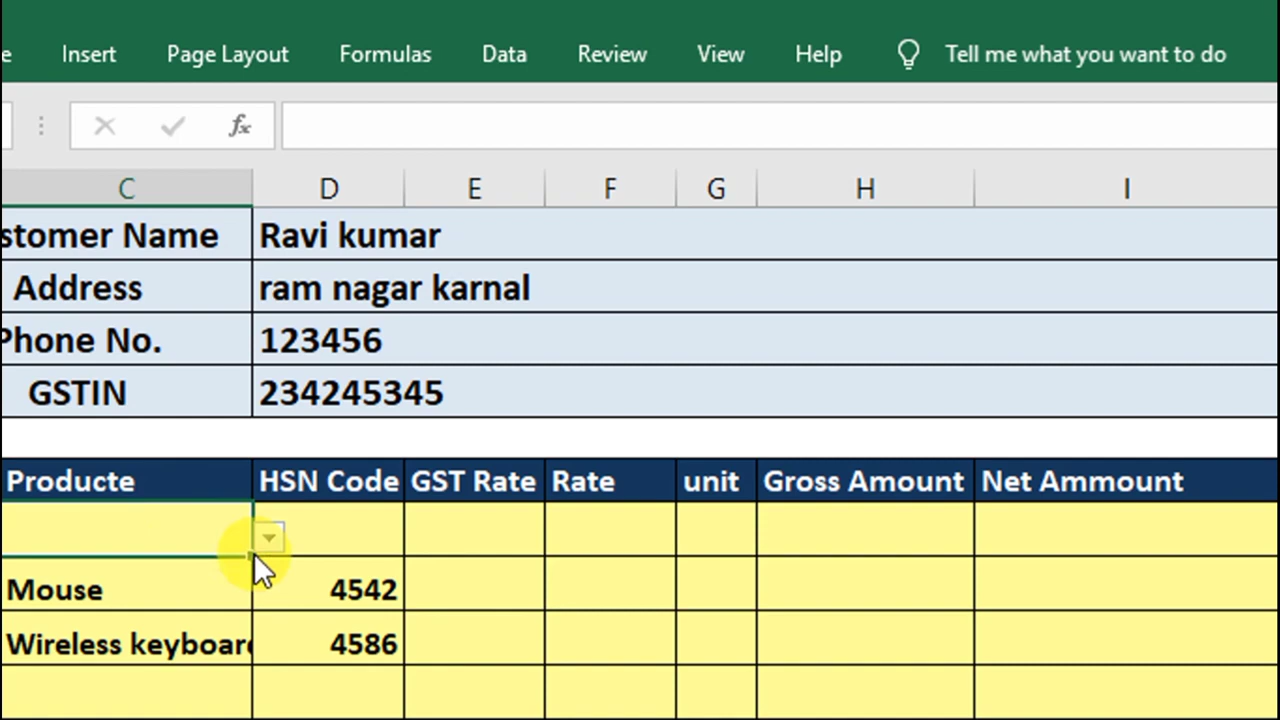 e Insert Page Layout Formulas Data Review View Help Tell me what you want to do
fx
C D E F G H I
stomer Name Ravi kumar
Address ram nagar karnal
Phone No. 123456
GSTIN 234245345
Producte HSN Code GST Rate Rate unit Gross Amount Net Ammount
Mouse 4542
Wireless keyboard 4586